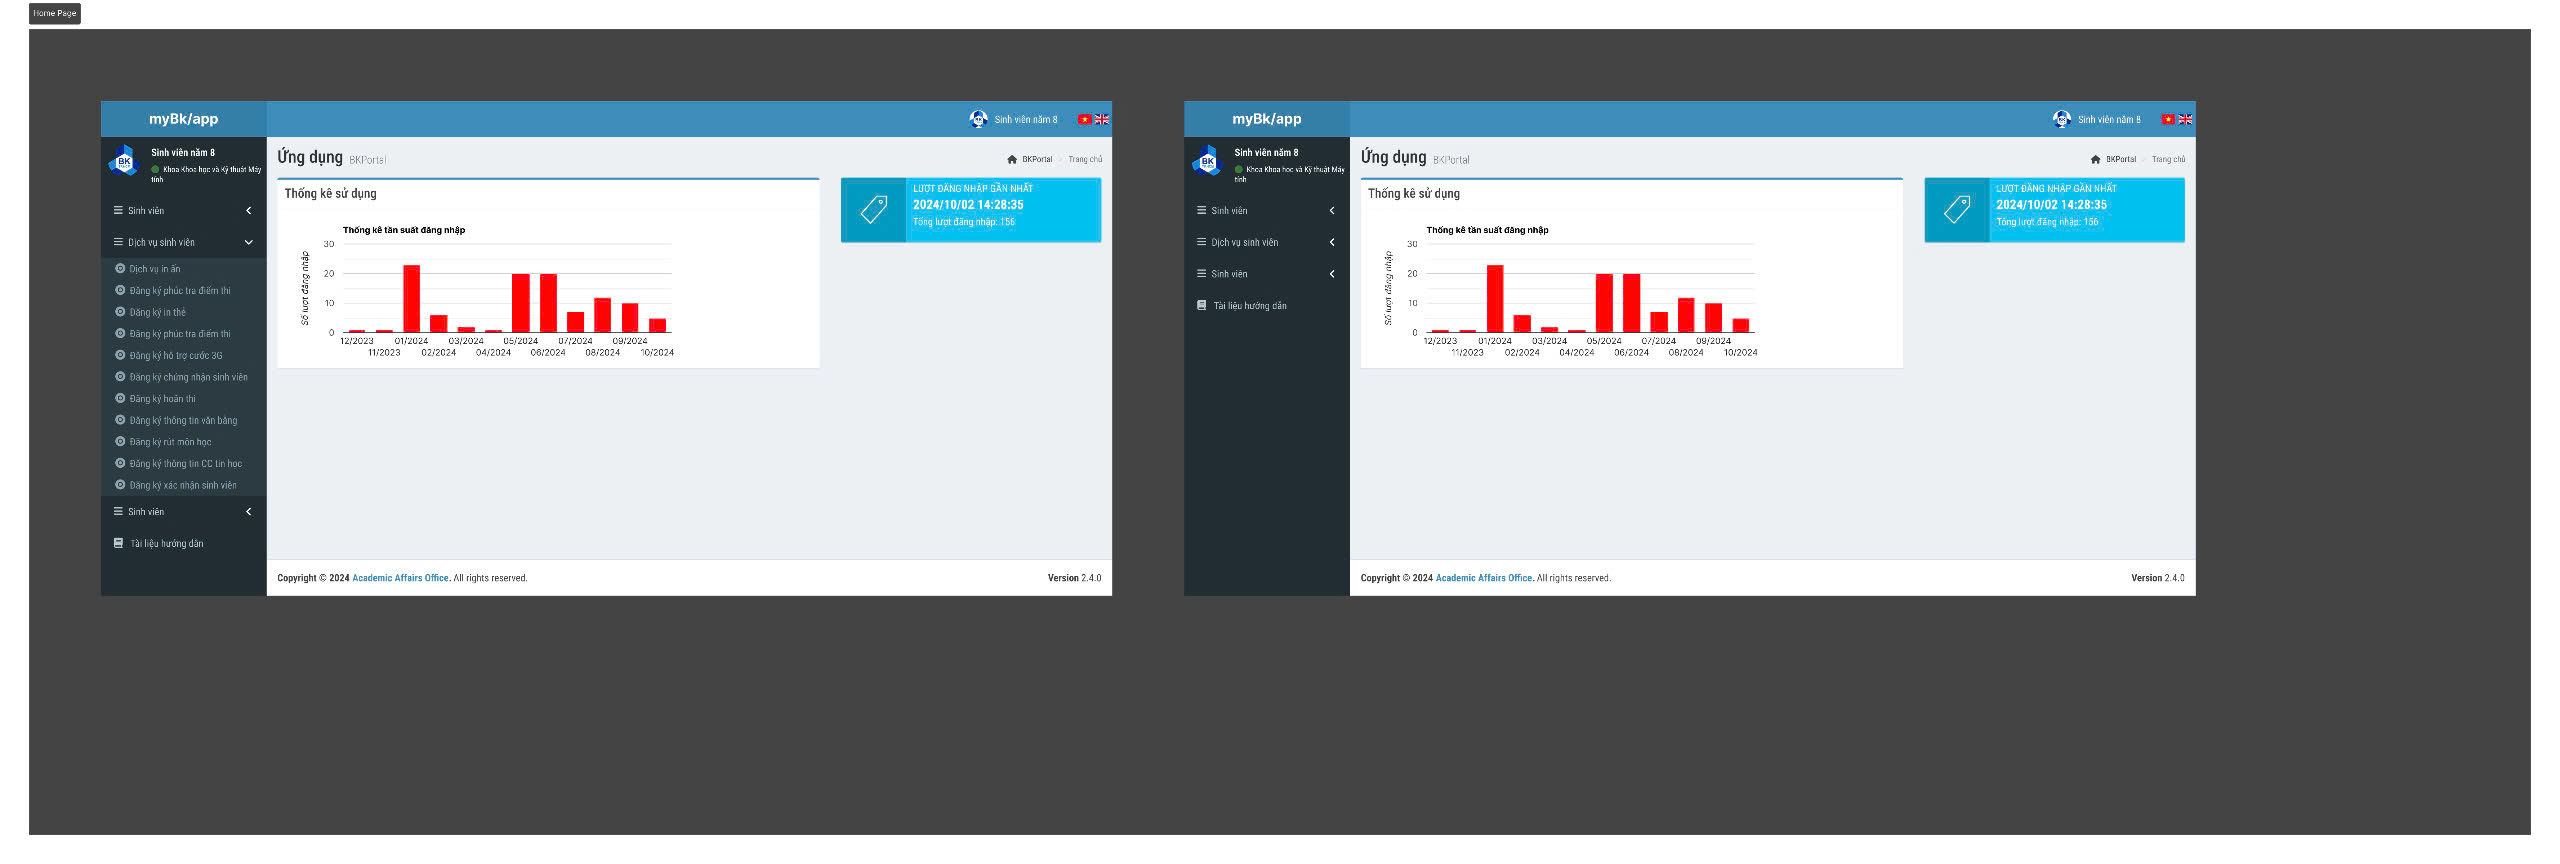 Home Page
myBk/app
Sinh viên năm 8
Sinh viên năm 8
Khoa Khoa học và Kỹ thuật Máy
tính
Sinh viên
Dịch vụ sinh viên
Dịch vụ in ấn
Đăng ký phúc tra điểm thi
Đăng ký in thẻ
Đăng ký phúc tra điểm thi
Đăng ký hỗ trợ cước 3G
Đăng ký chứng nhận sinh viên
Đăng ký hoãn thi
Đăng ký thông tin văn bằng
Đăng ký rút môn học
Đăng ký thông tin CC tin học
Đăng ký xác nhận sinh viên
Sinh viên
Tài liệu hướng dẫn
Ứng dụng BKPortal
BKPortal > Trang chủ
Thống kê sử dụng
Thống kê tần suất đăng nhập
Số lượt đăng nhập
30
20
10
0
12/2023 01/2024 03/2024 05/2024 07/2024 09/2024
11/2023 02/2024 04/2024 06/2024 08/2024 10/2024
LƯỢT ĐĂNG NHẬP GẦN NHẤT
2024/10/02 14:28:35
Tổng lượt đăng nhập: 156
Copyright © 2024 Academic Affairs Office. All rights reserved.
Version 2.4.0
myBk/app
Sinh viên năm 8
Sinh viên năm 8
Khoa Khoa học và Kỹ thuật Máy
tính
Sinh viên
Dịch vụ sinh viên
Sinh viên
Tài liệu hướng dẫn
Ứng dụng BKPortal
BKPortal > Trang chủ
Thống kê sử dụng
Thống kê tần suất đăng nhập
Số lượt đăng nhập
30
20
10
0
12/2023 01/2024 03/2024 05/2024 07/2024 09/2024
11/2023 02/2024 04/2024 06/2024 08/2024 10/2024
LƯỢT ĐĂNG NHẬP GẦN NHẤT
2024/10/02 14:28:35
Tổng lượt đăng nhập: 156
Copyright © 2024 Academic Affairs Office. All rights reserved.
Version 2.4.0